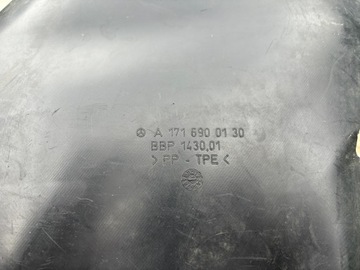 A 171 690 01 30
BBP 1430.01
> PP - TPE <